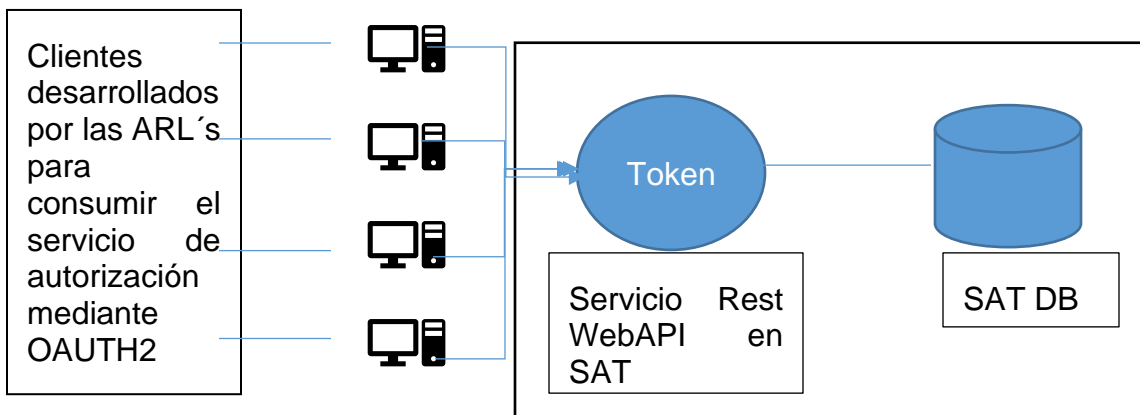 Clientes
desarrollados
por las ARL´s
para
consumir el
servicio de
autorización
mediante
OAUTH2
Token
Servicio Rest
WebAPI en
SAT
SAT DB